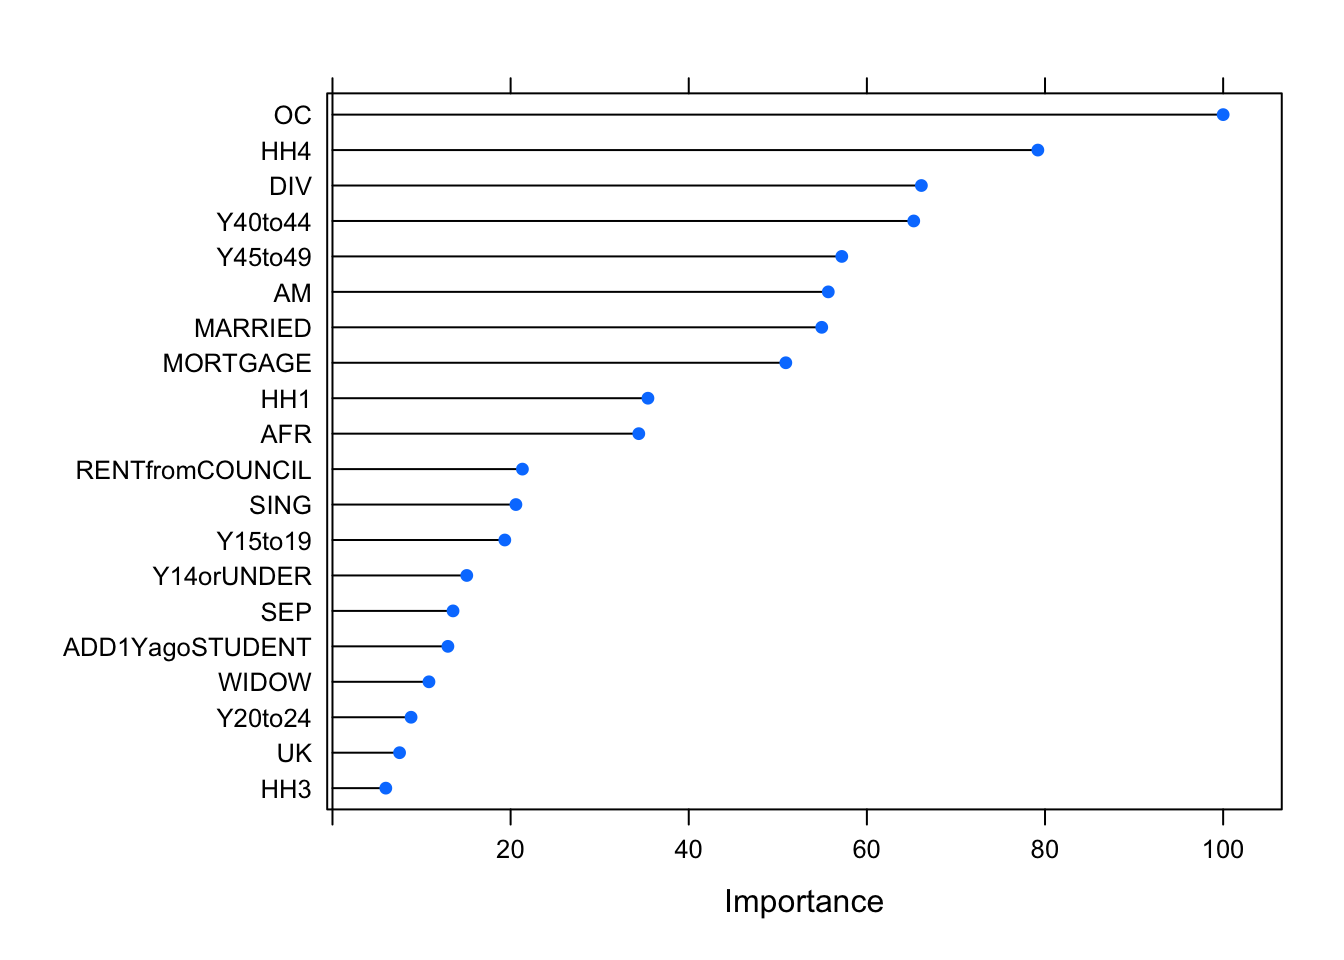 OC
HH4
DIV
Y40to44
Y45to49
AM
MARRIED
MORTGAGE
HH1
AFR
RENTfromCOUNCIL
SING
Y15to19
Y14orUNDER
SEP
ADD1YagoSTUDENT
WIDOW
Y20to24
UK
HH3
20 40 60 80 100
Importance